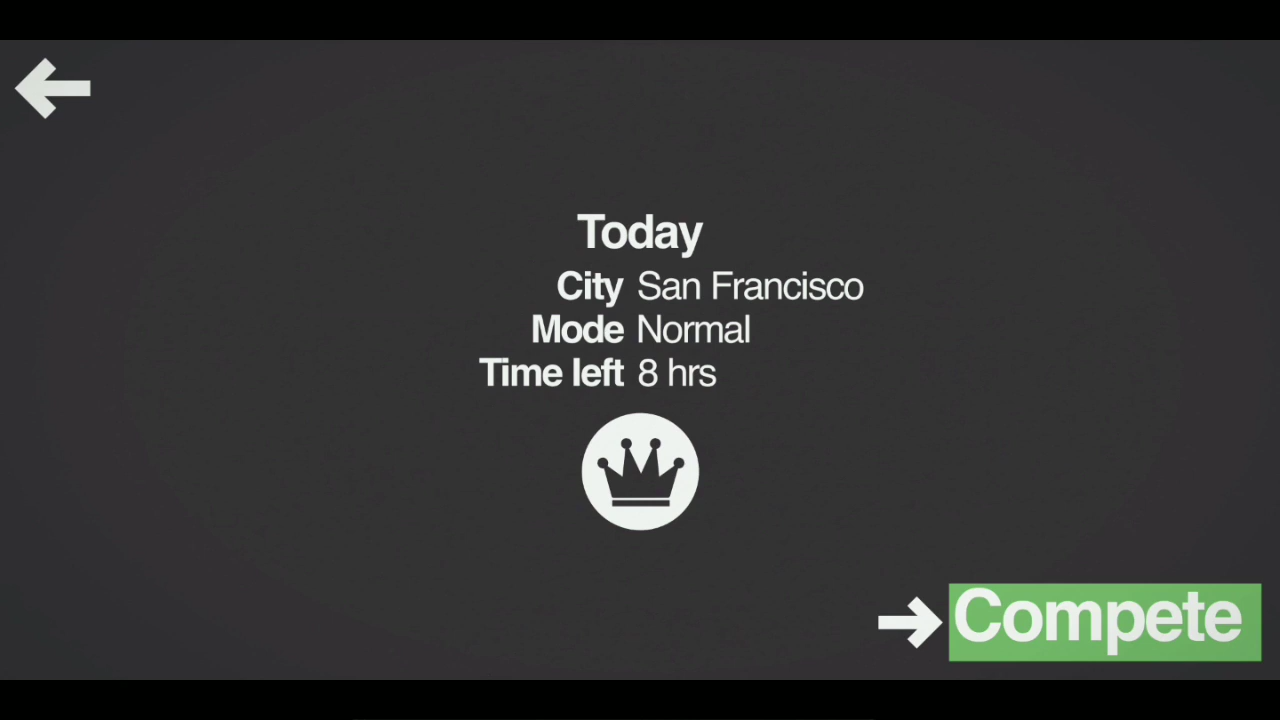 Today
City San Francisco
Mode Normal
Time left 8 hrs
Compete